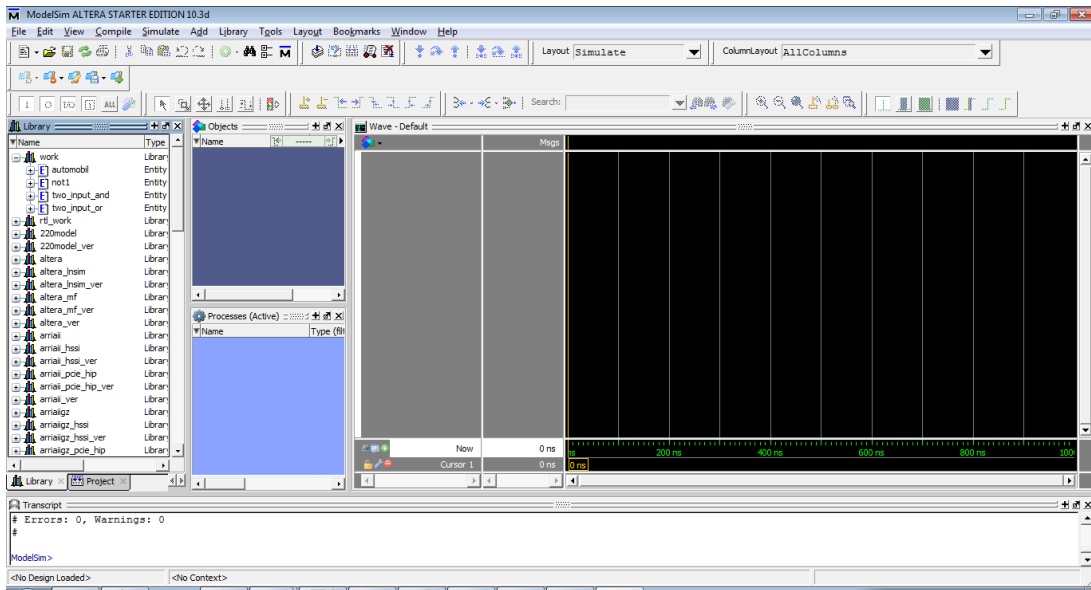 ModelSim ALTERA STARTER EDITION 10.3d
File Edit View Compile Simulate Add Library Tools Layout Bookmarks Window Help
Layout Simulate ColumnLayout AllColumns
ALL Search:
Library
Name Type
work Library
automobil Entity
not1 Entity
two_input_and Entity
two_input_or Entity
rtl_work Library
220model Library
220model_ver Library
altera Library
altera_lnsim Library
altera_lnsim_ver Library
altera_mf Library
altera_mf_ver Library
altera_ver Library
arriaii Library
arriaii_hssi Library
arriaii_hssi_ver Library
arriaii_pcie_hip Library
arriaii_pcie_hip_ver Library
arriaii_ver Library
arriaiigz Library
arriaiigz_hssi Library
arriaiigz_hssi_ver Library
arriaiigz_pcie_hip Library
Library Project
Objects
Name
Processes (Active)
Name Type (filt
Wave - Default
Msgs
Now 0 ns
Cursor 1 0 ns
ns 200 ns 400 ns 600 ns 800 ns 100
0 ns
Transcript
# Errors: 0, Warnings: 0
#
ModelSim>
<No Design Loaded> <No Context>